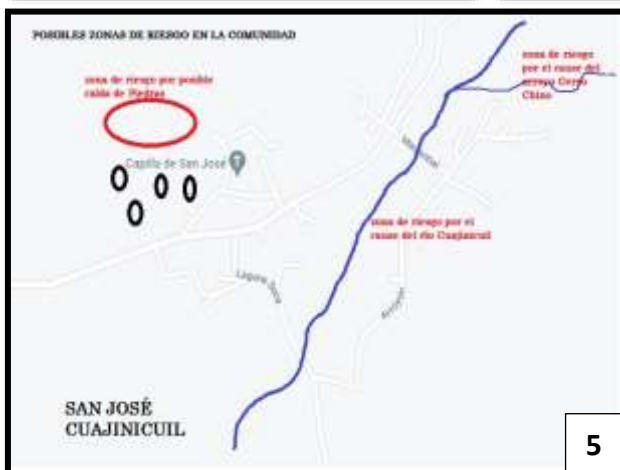 POSIBLES ZONAS DE RIESGO EN LA COMUNIDAD
zona de riesgo por posible
caída de Piedras
zona de riesgo
por el cause del
arroyo Cerro
Chino
Capilla de San José
zona de riesgo por el
cause del río Cuajinicuil
Laguna Seca
SAN JOSÉ
CUAJINICUIL
5